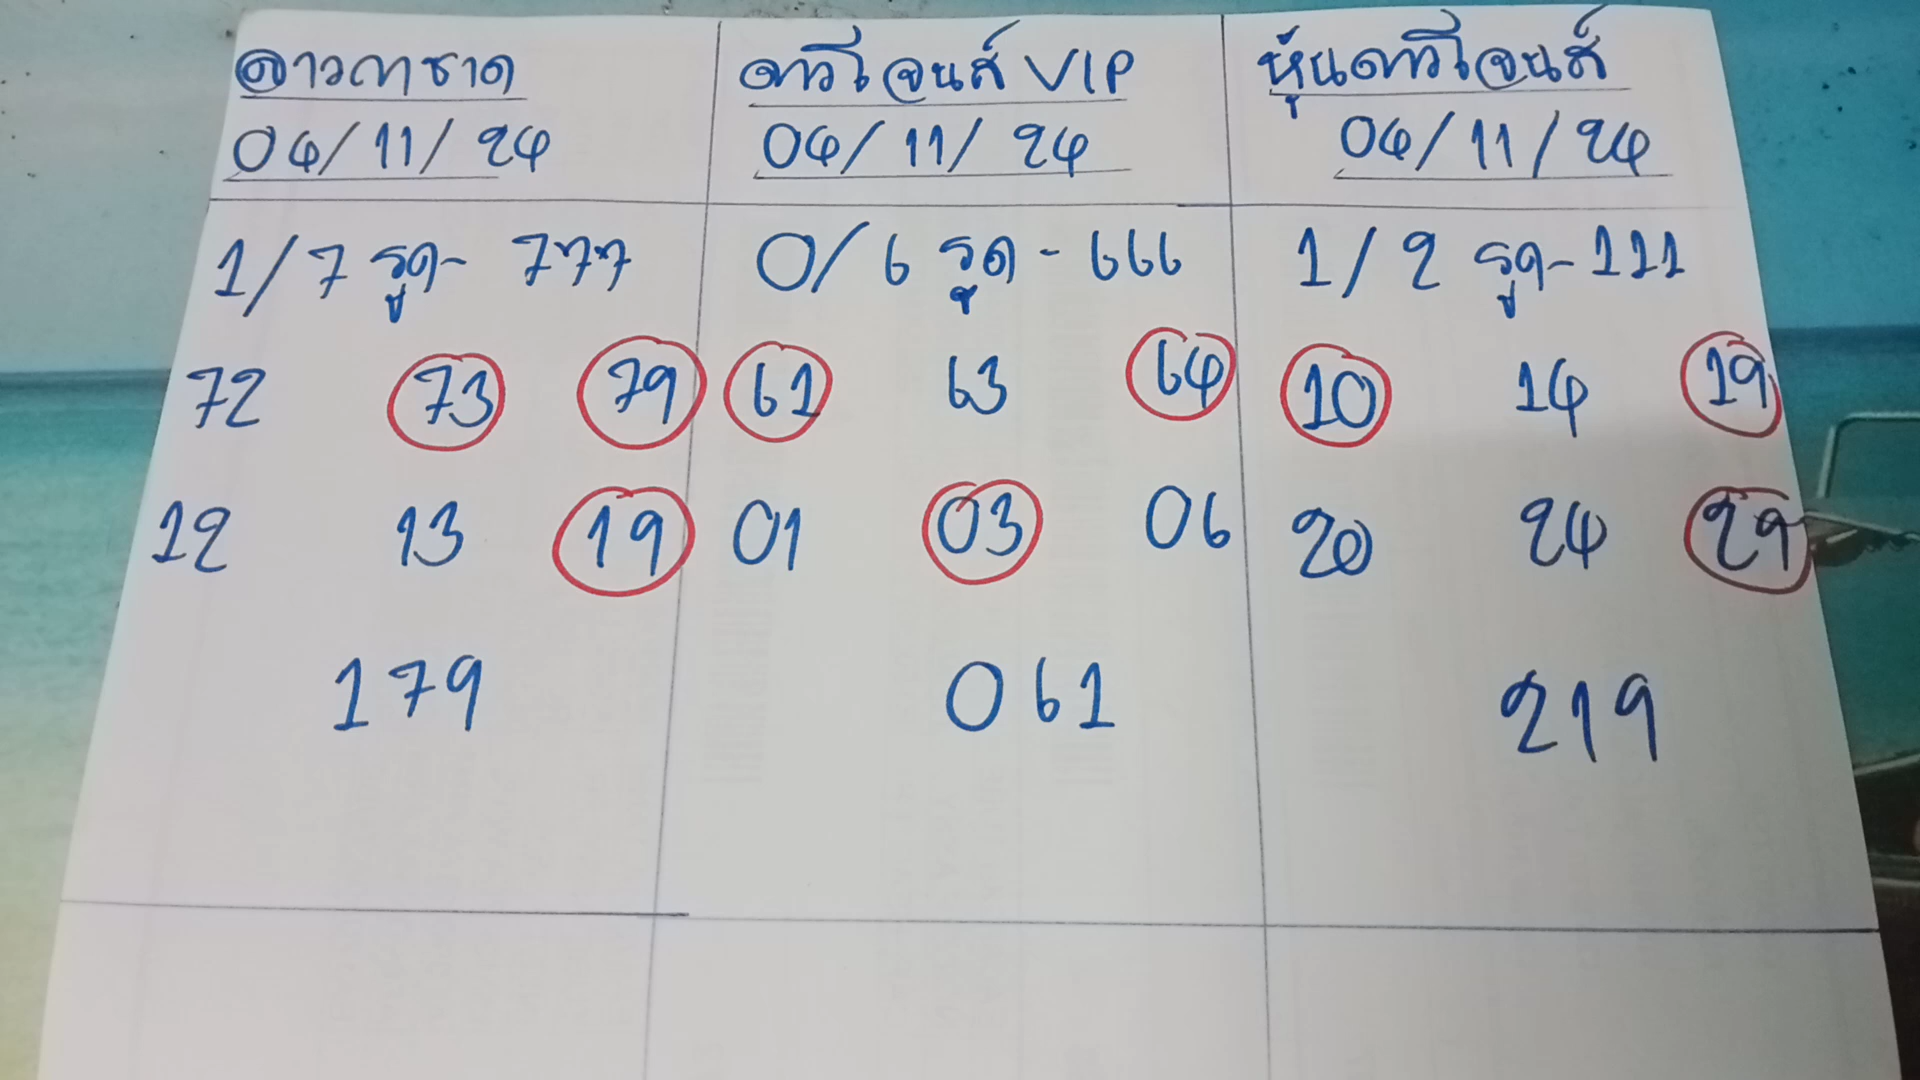 ลาวกาชาด
04/11/24
1/7 รูด- 777
72 73 79
12 13 19
179
ดาวโจนส์ VIP
04/11/24
0/6 รูด - 666
61 63 64
01 03 06
061
หุ้นดาวโจนส์
04/11/24
1/2 รูด-111
10 14 19
20 24 29
219